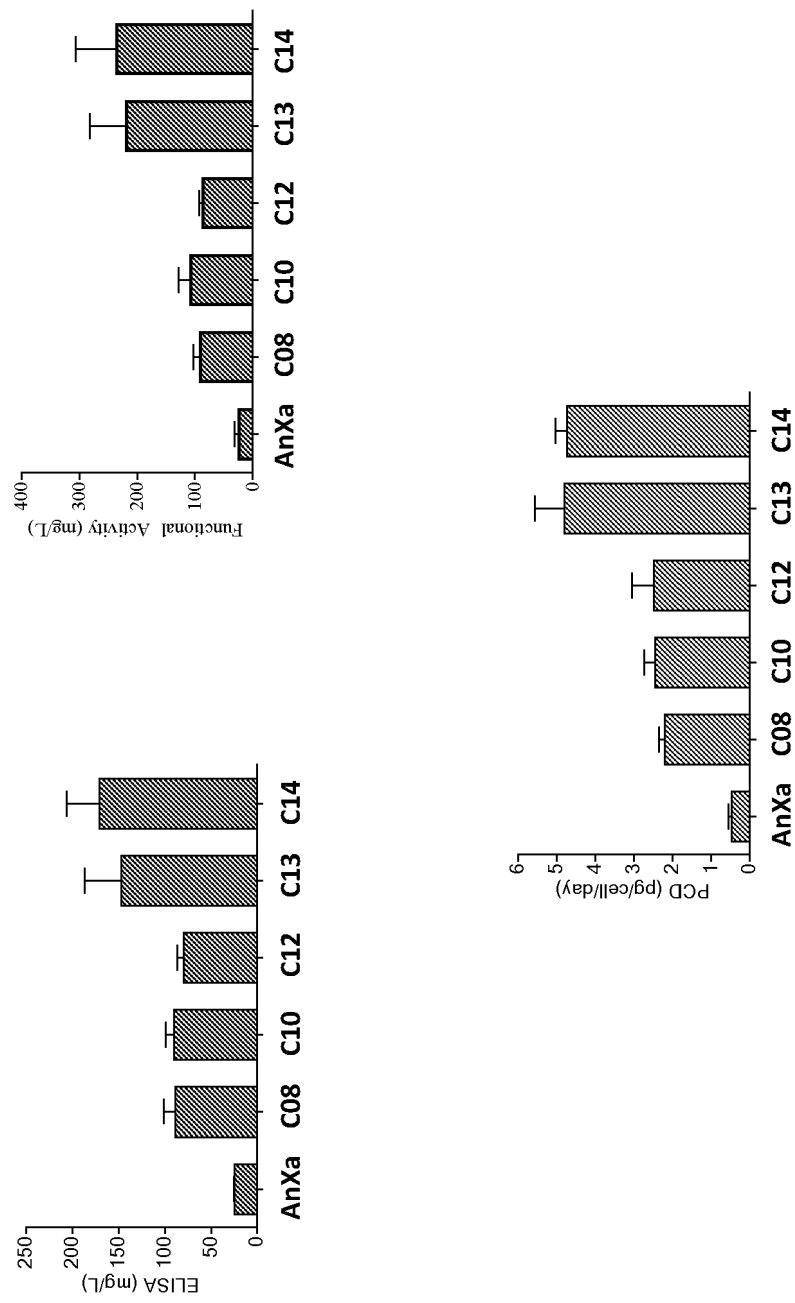 ELISA (mg/L)
250
200
150
100
50
0
AnXa
C08
C10
C12
C13
C14
Functional Activity (mg/L)
400
300
200
100
0
AnXa
C08
C10
C12
C13
C14
PCD (pg/cell/day)
6
5
4
3
2
1
0
AnXa
C08
C10
C12
C13
C14